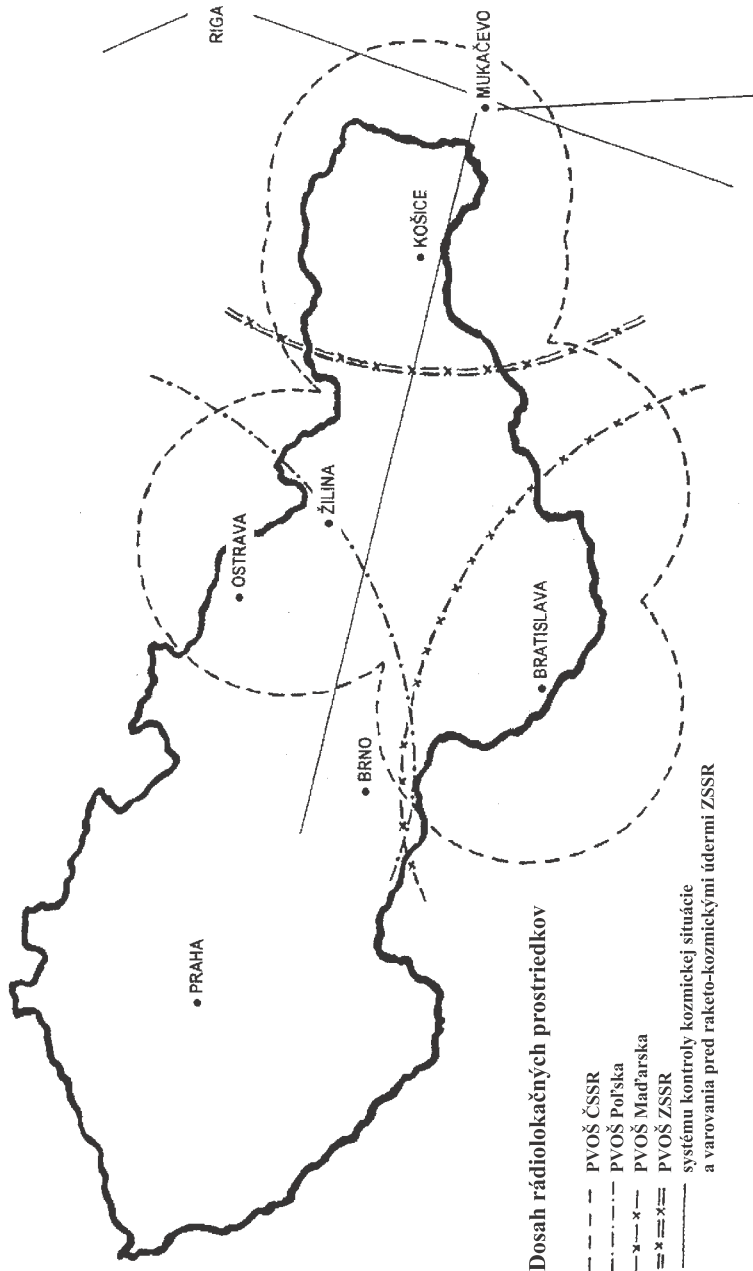 RIGA
MUKAČEVO
KOŠICE
ŽILINA
OSTRAVA
BRATISLAVA
BRNO
PRAHA
Dosah rádiolokačných prostriedkov
PVOŠ ČSSR
PVOŠ Poľska
PVOŠ Maďarska
PVOŠ ZSSR
systému kontroly kozmickej situácie
a varovania pred raketo-kozmickými údermi ZSSR